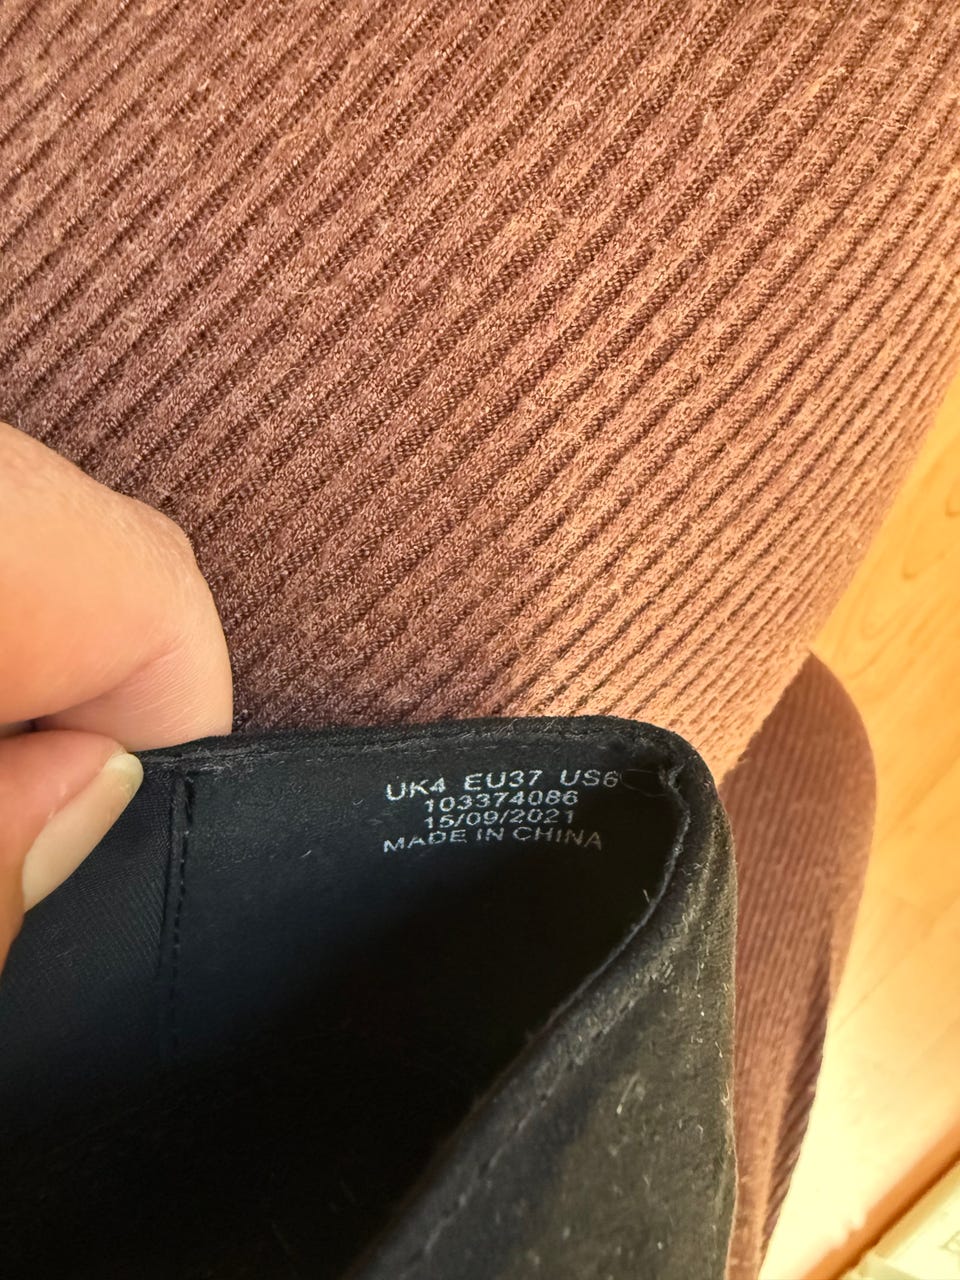 UK4 EU37 US6
103374086
15/09/2021
MADE IN CHINA